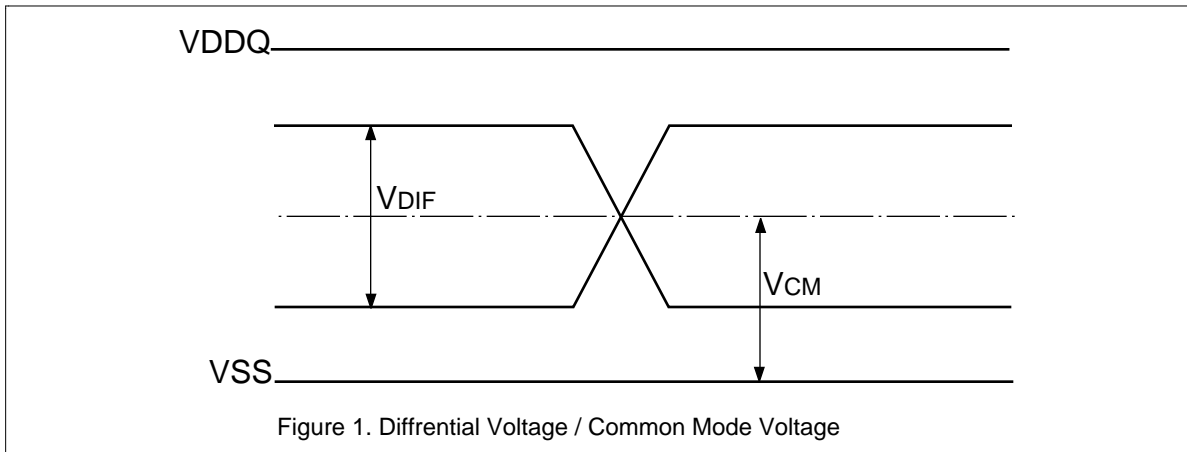 VDDQ
VDIF
VCM
VSS
Figure 1. Diffrential Voltage / Common Mode Voltage